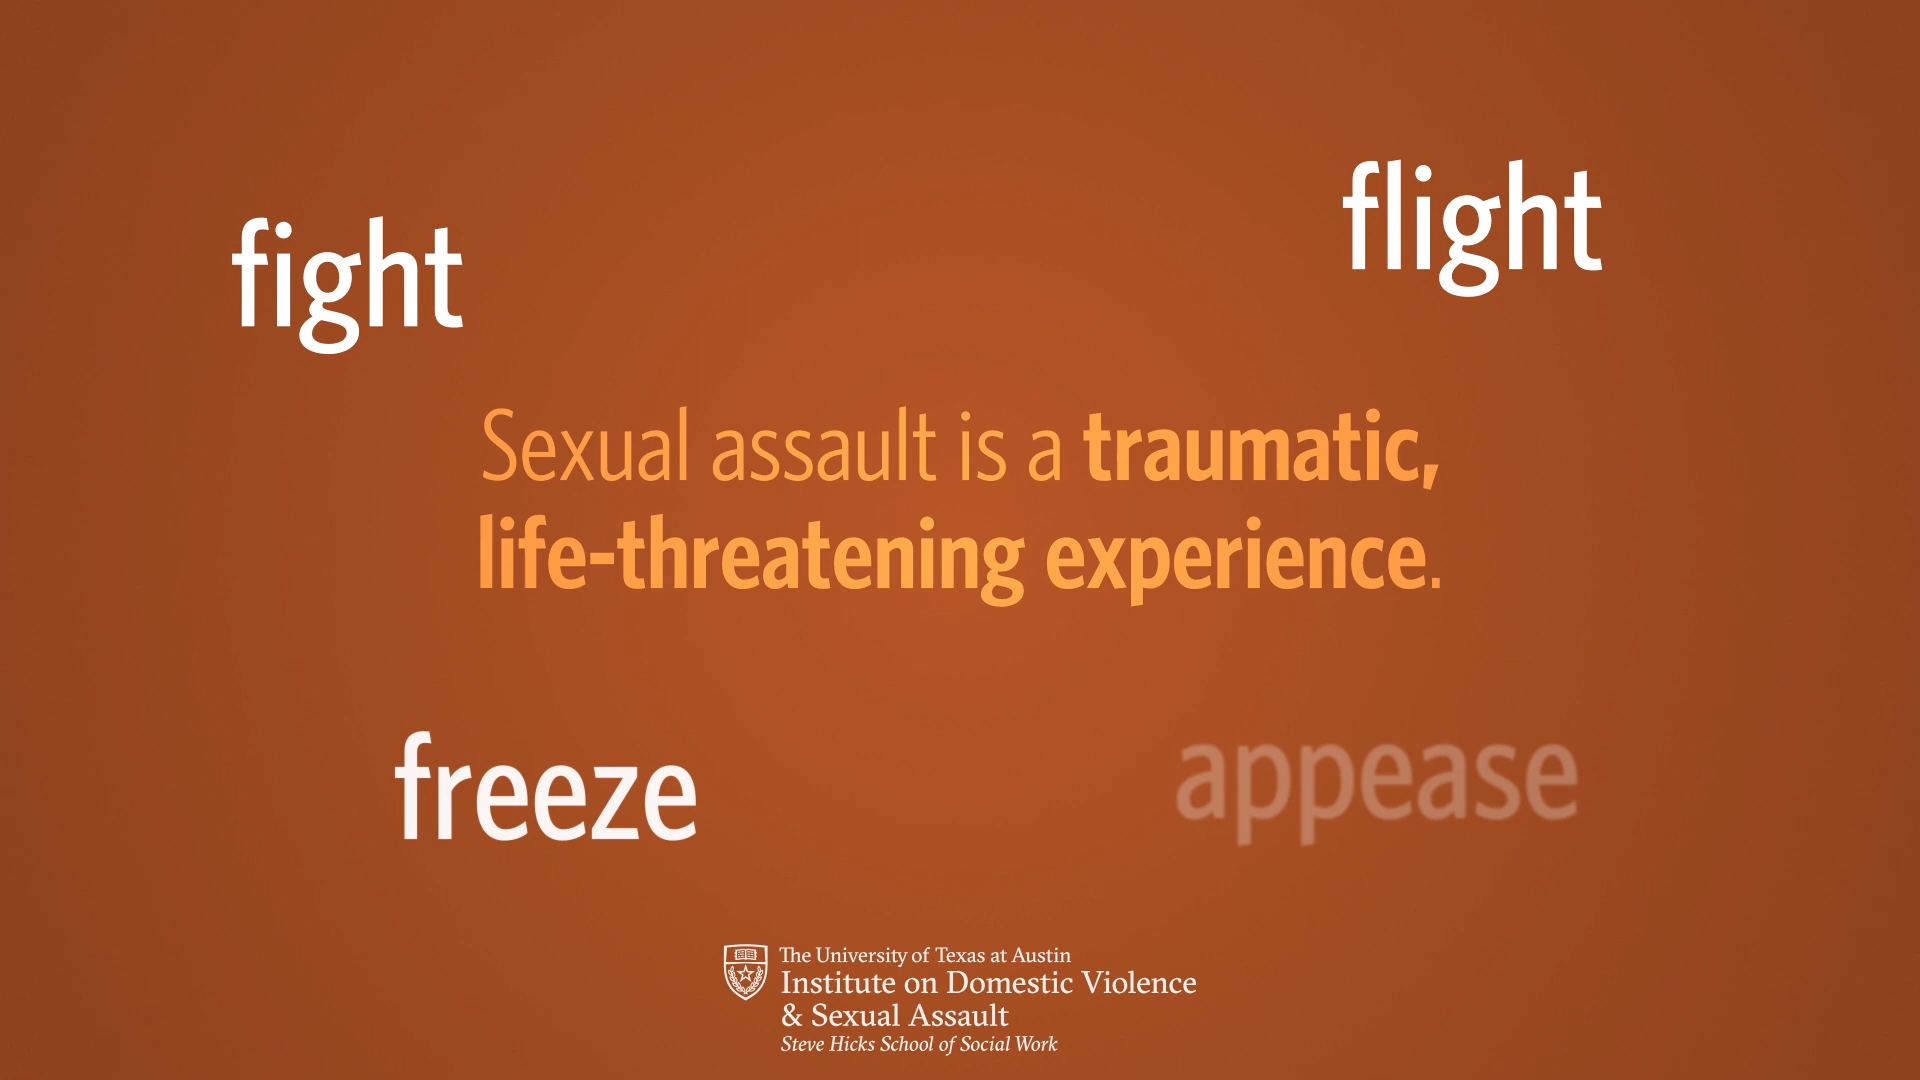 fight
flight
Sexual assault is a traumatic,
life-threatening experience.
freeze
appease
The University of Texas at Austin
Institute on Domestic Violence
& Sexual Assault
Steve Hicks School of Social Work